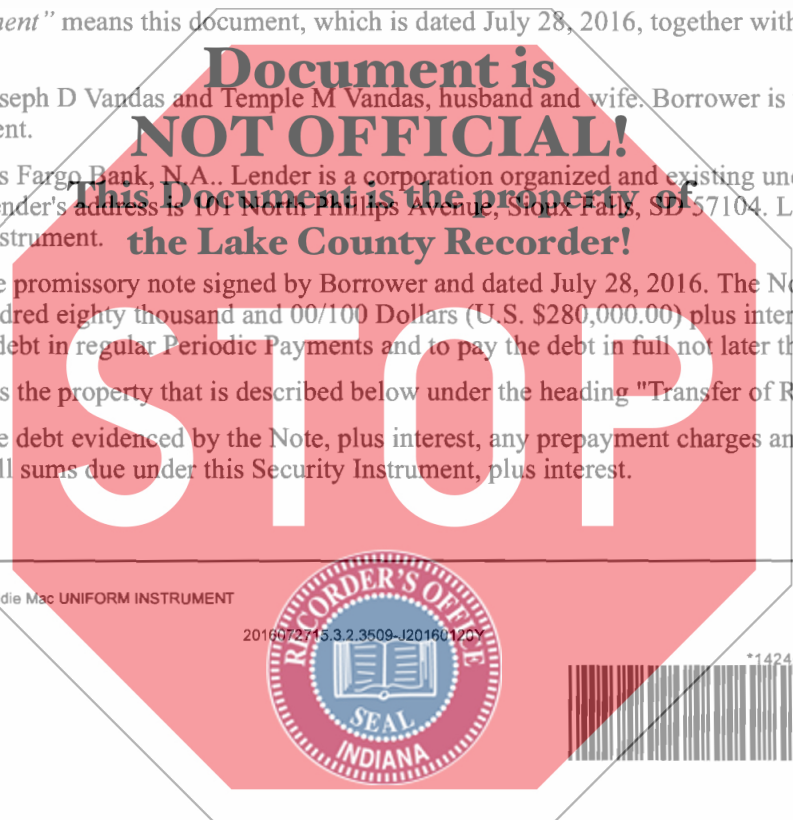 ent” means this document, which is dated July 28, 2016, together with
Document is
seph D Vandas and Temple M Vandas, husband and wife. Borrower is
ent.
NOT OFFICIAL!
s Fargo Bank, N.A.. Lender is a corporation organized and existing und
This Document is the property of
ender's address is 101 North Phillips Avenue, Sioux Falls, SD 57104. L
strument.
the Lake County Recorder!
e promissory note signed by Borrower and dated July 28, 2016. The No
dred eighty thousand and 00/100 Dollars (U.S. $280,000.00) plus inter
debt in regular Periodic Payments and to pay the debt in full not later th
s the property that is described below under the heading "Transfer of R
e debt evidenced by the Note, plus interest, any prepayment charges an
ll sums due under this Security Instrument, plus interest.
STOP
die Mac UNIFORM INSTRUMENT
2016072715.3.2.3509-J20160120Y
*1424
RECORDER'S OFFICE
SEAL
INDIANA